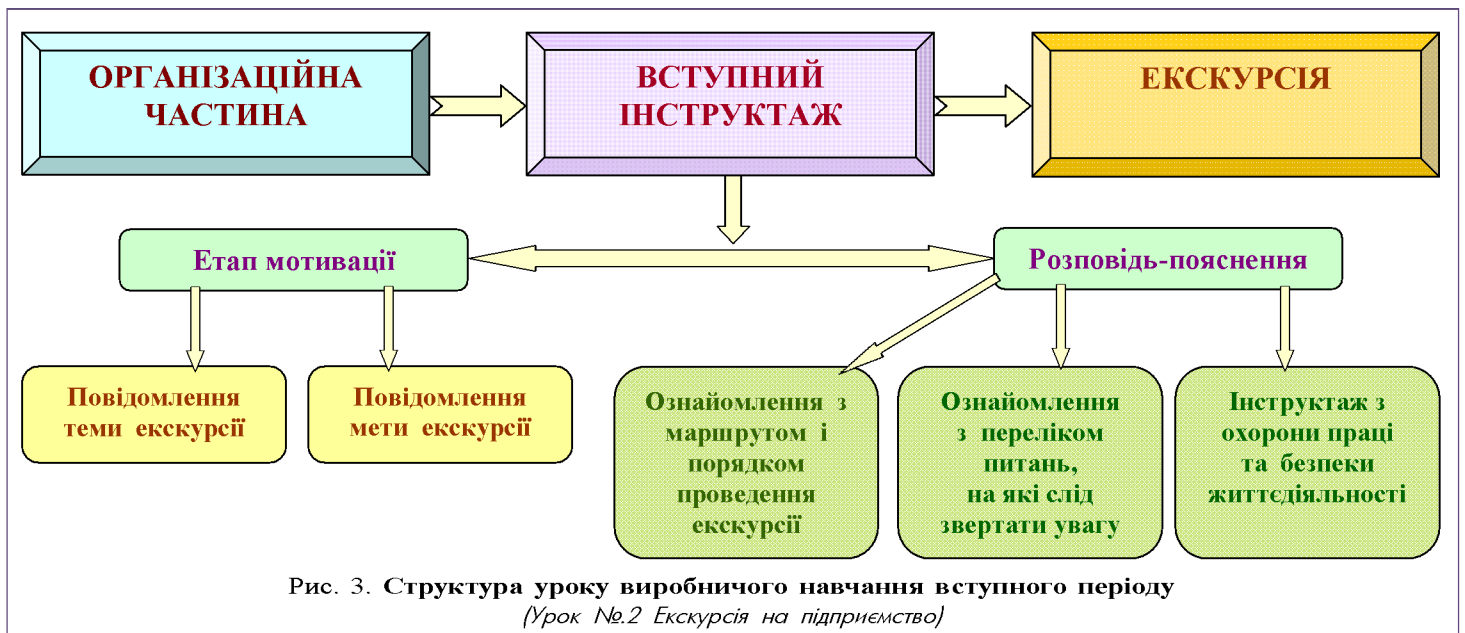 ОРГАНІЗАЦІЙНА
ЧАСТИНА
ВСТУПНИЙ
ІНСТРУКТАЖ
ЕКСКУРСІЯ
Етап мотивації
Розповідь-пояснення
Повідомлення
теми екскурсії
Повідомлення
мети екскурсії
Ознайомлення з
маршрутом і
порядком
проведення
екскурсії
Ознайомлення
з переліком
питань,
на які слід
звертати увагу
Інструктаж з
охорони праці
та безпеки
життєдіяльності
Рис. 3. Структура уроку виробничого навчання вступного періоду
(Урок №.2 Екскурсія на підприємство)